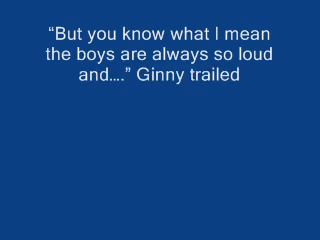 “But you know what I mean
the boys are always so loud
and….” Ginny trailed